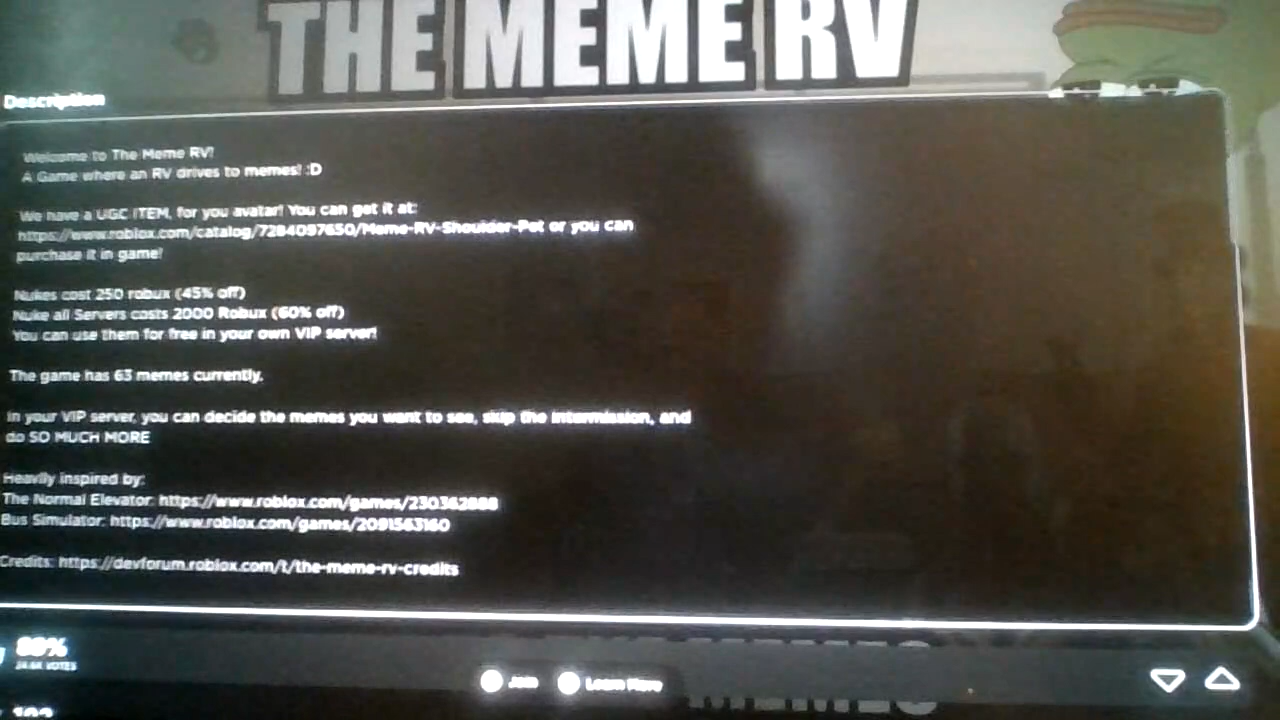 THE MEME RV
Description
Welcome to The Meme RV!
A Game where an RV drives to memes! :D
We have a UGC ITEM, for you avatar! You can get it at:
https://www.roblox.com/catalog/7284097650/Meme-RV-Shoulder-Pet or you can
purchase it in game!
Nukes cost 250 robux (45% off)
Nuke all Servers costs 2000 Robux (60% off)
You can use them for free in your own VIP server!
The game has 63 memes currently.
In your VIP server, you can decide the memes you want to see, skip the intermission, and
do SO MUCH MORE
Heavily inspired by:
The Normal Elevator: https://www.roblox.com/games/230362888
Bus Simulator: https://www.roblox.com/games/2091563160
Credits: https://devforum.roblox.com/t/the-meme-rv-credits
VOTES
Join
Learn More